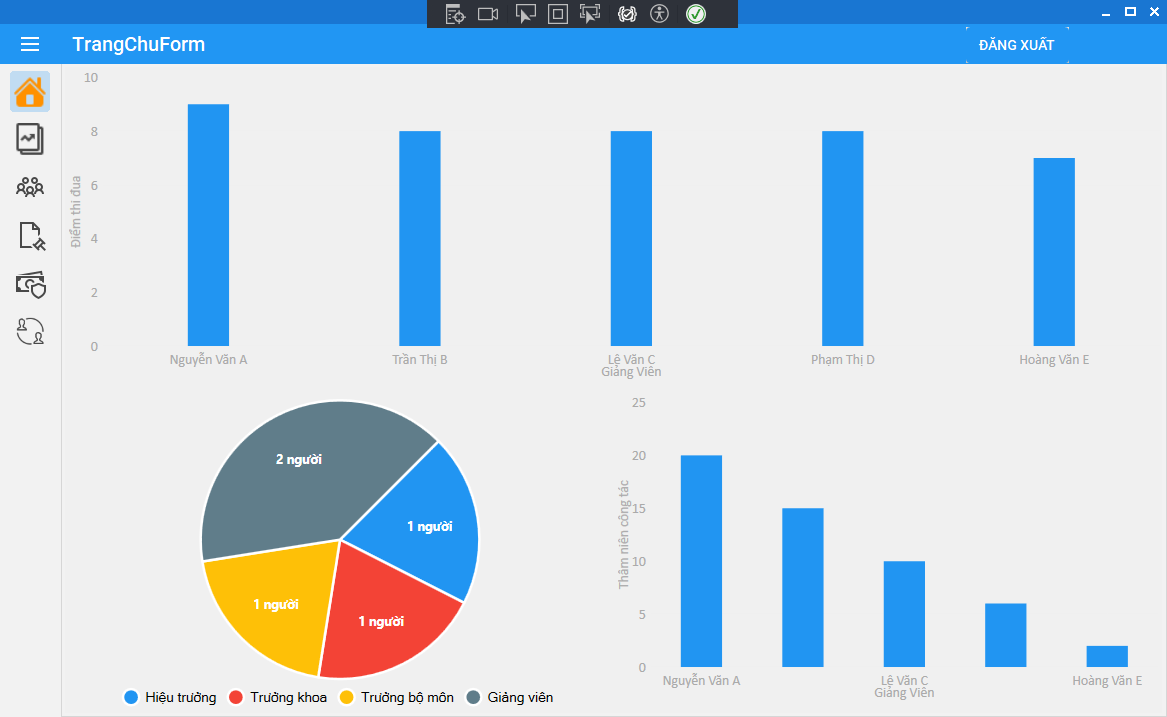 TrangChuForm
ĐĂNG XUẤT
10
8
6
4
2
0
Điểm thi đua
Nguyễn Văn A
Trần Thị B
Lê Văn C
Giảng Viên
Phạm Thị D
Hoàng Văn E
2 người
1 người
1 người
1 người
Hiệu trưởng
Trưởng khoa
Trưởng bộ môn
Giảng viên
25
20
15
10
5
0
Thâm niên công tác
Nguyễn Văn A
Lê Văn C
Giảng Viên
Hoàng Văn E